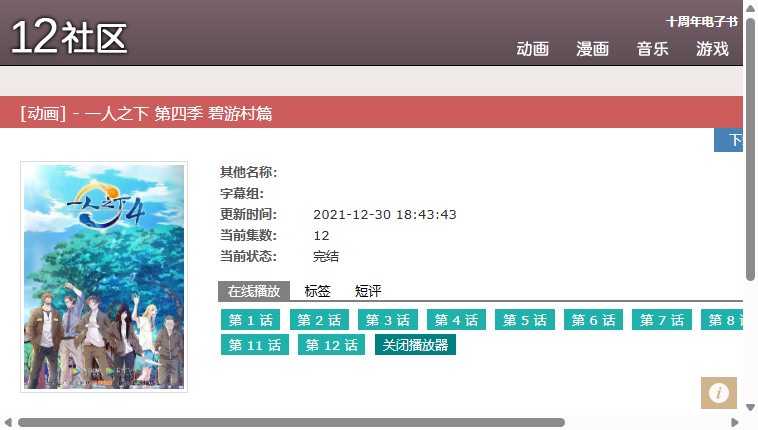 12社区
十周年电子书
动画 漫画 音乐 游戏
[动画] - 一人之下 第四季 碧游村篇
一人之下4
其他名称:
字幕组:
更新时间: 2021-12-30 18:43:43
当前集数: 12
当前状态: 完结
在线播放 标签 短评
第 1 话 第 2 话 第 3 话 第 4 话 第 5 话 第 6 话 第 7 话 第 8
第 11 话 第 12 话 关闭播放器